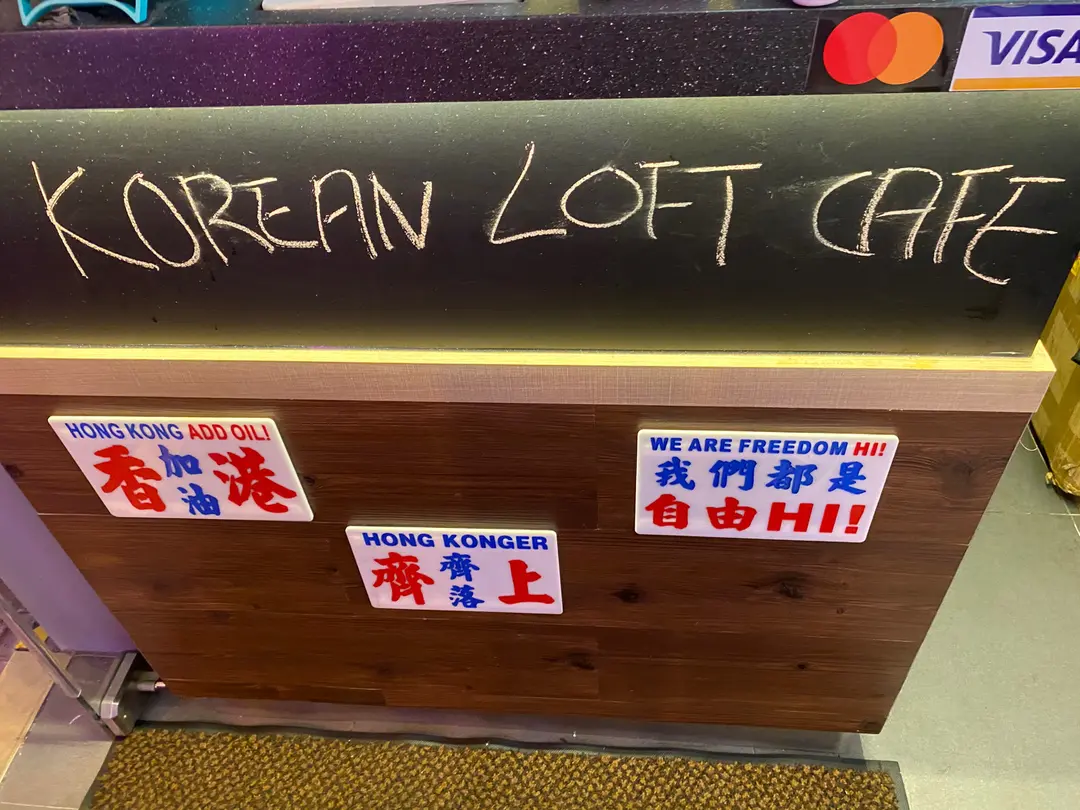 VISA
KOREAN LOFT CAFE
HONG KONG ADD OIL!
香加油港
HONG KONGER
齊齊落上
WE ARE FREEDOM HI!
我們都是
自由HI!